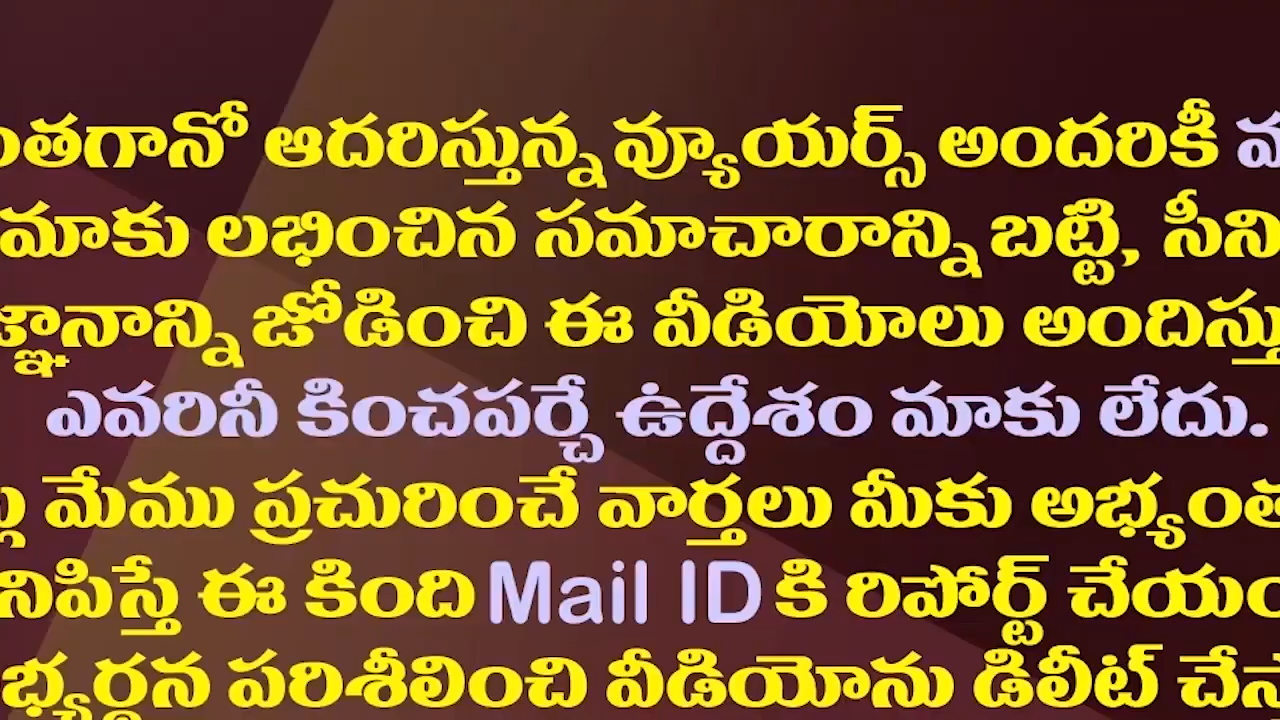 ంతగానో ఆదరిస్తున్న వ్యూయర్స్ అందరికీ
మాకు లభించిన సమాచారాన్ని బట్టి, సీని
జ్ఞానాన్ని జోడించి ఈ వీడియోలు అందిస్తు
ఎవరినీ కించపర్చే ఉద్దేశం మాకు లేదు.
మేము ప్రచురించే వార్తలు మీకు అభ్యంత
నిపిస్తే ఈ కింది Mail ID కి రిపోర్ట్ చేయం
భ్యర్థన పరిశీలించి వీడియోను డిలీట్ చేస